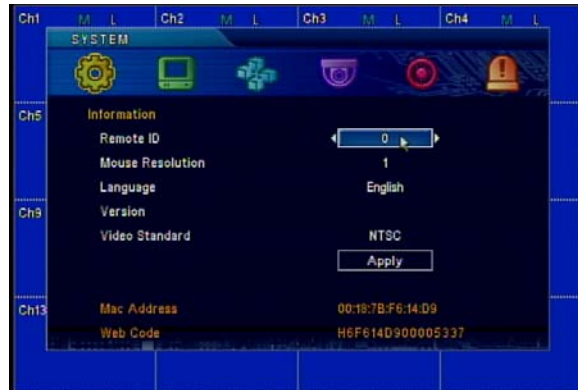 Ch1 M L Ch2 M L Ch3 M L Ch4 M L
SYSTEM
Ch5
Information
Remote ID 0
Mouse Resolution 1
Language English
Ch9
Version
Video Standard NTSC
Apply
Ch13
Mac Address 00:18:7B:F6:14:D9
Web Code H6F614D900005337